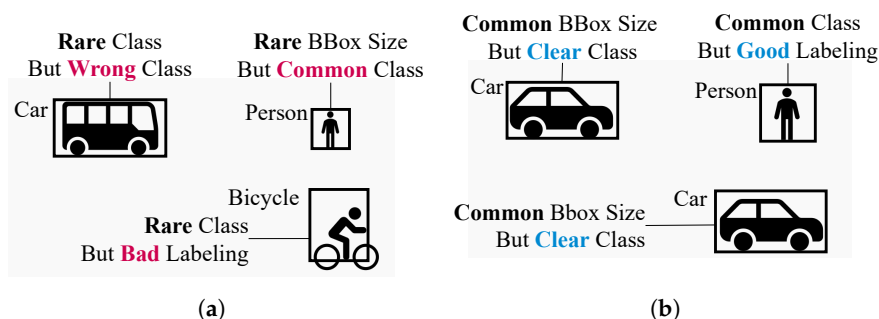 Rare Class
But Wrong Class
Car
Rare BBox Size
But Common Class
Person
Bicycle
Rare Class
But Bad Labeling
(a)
Common BBox Size
But Clear Class
Car
Common Class
But Good Labeling
Person
Common Bbox Size
But Clear Class
Car
(b)